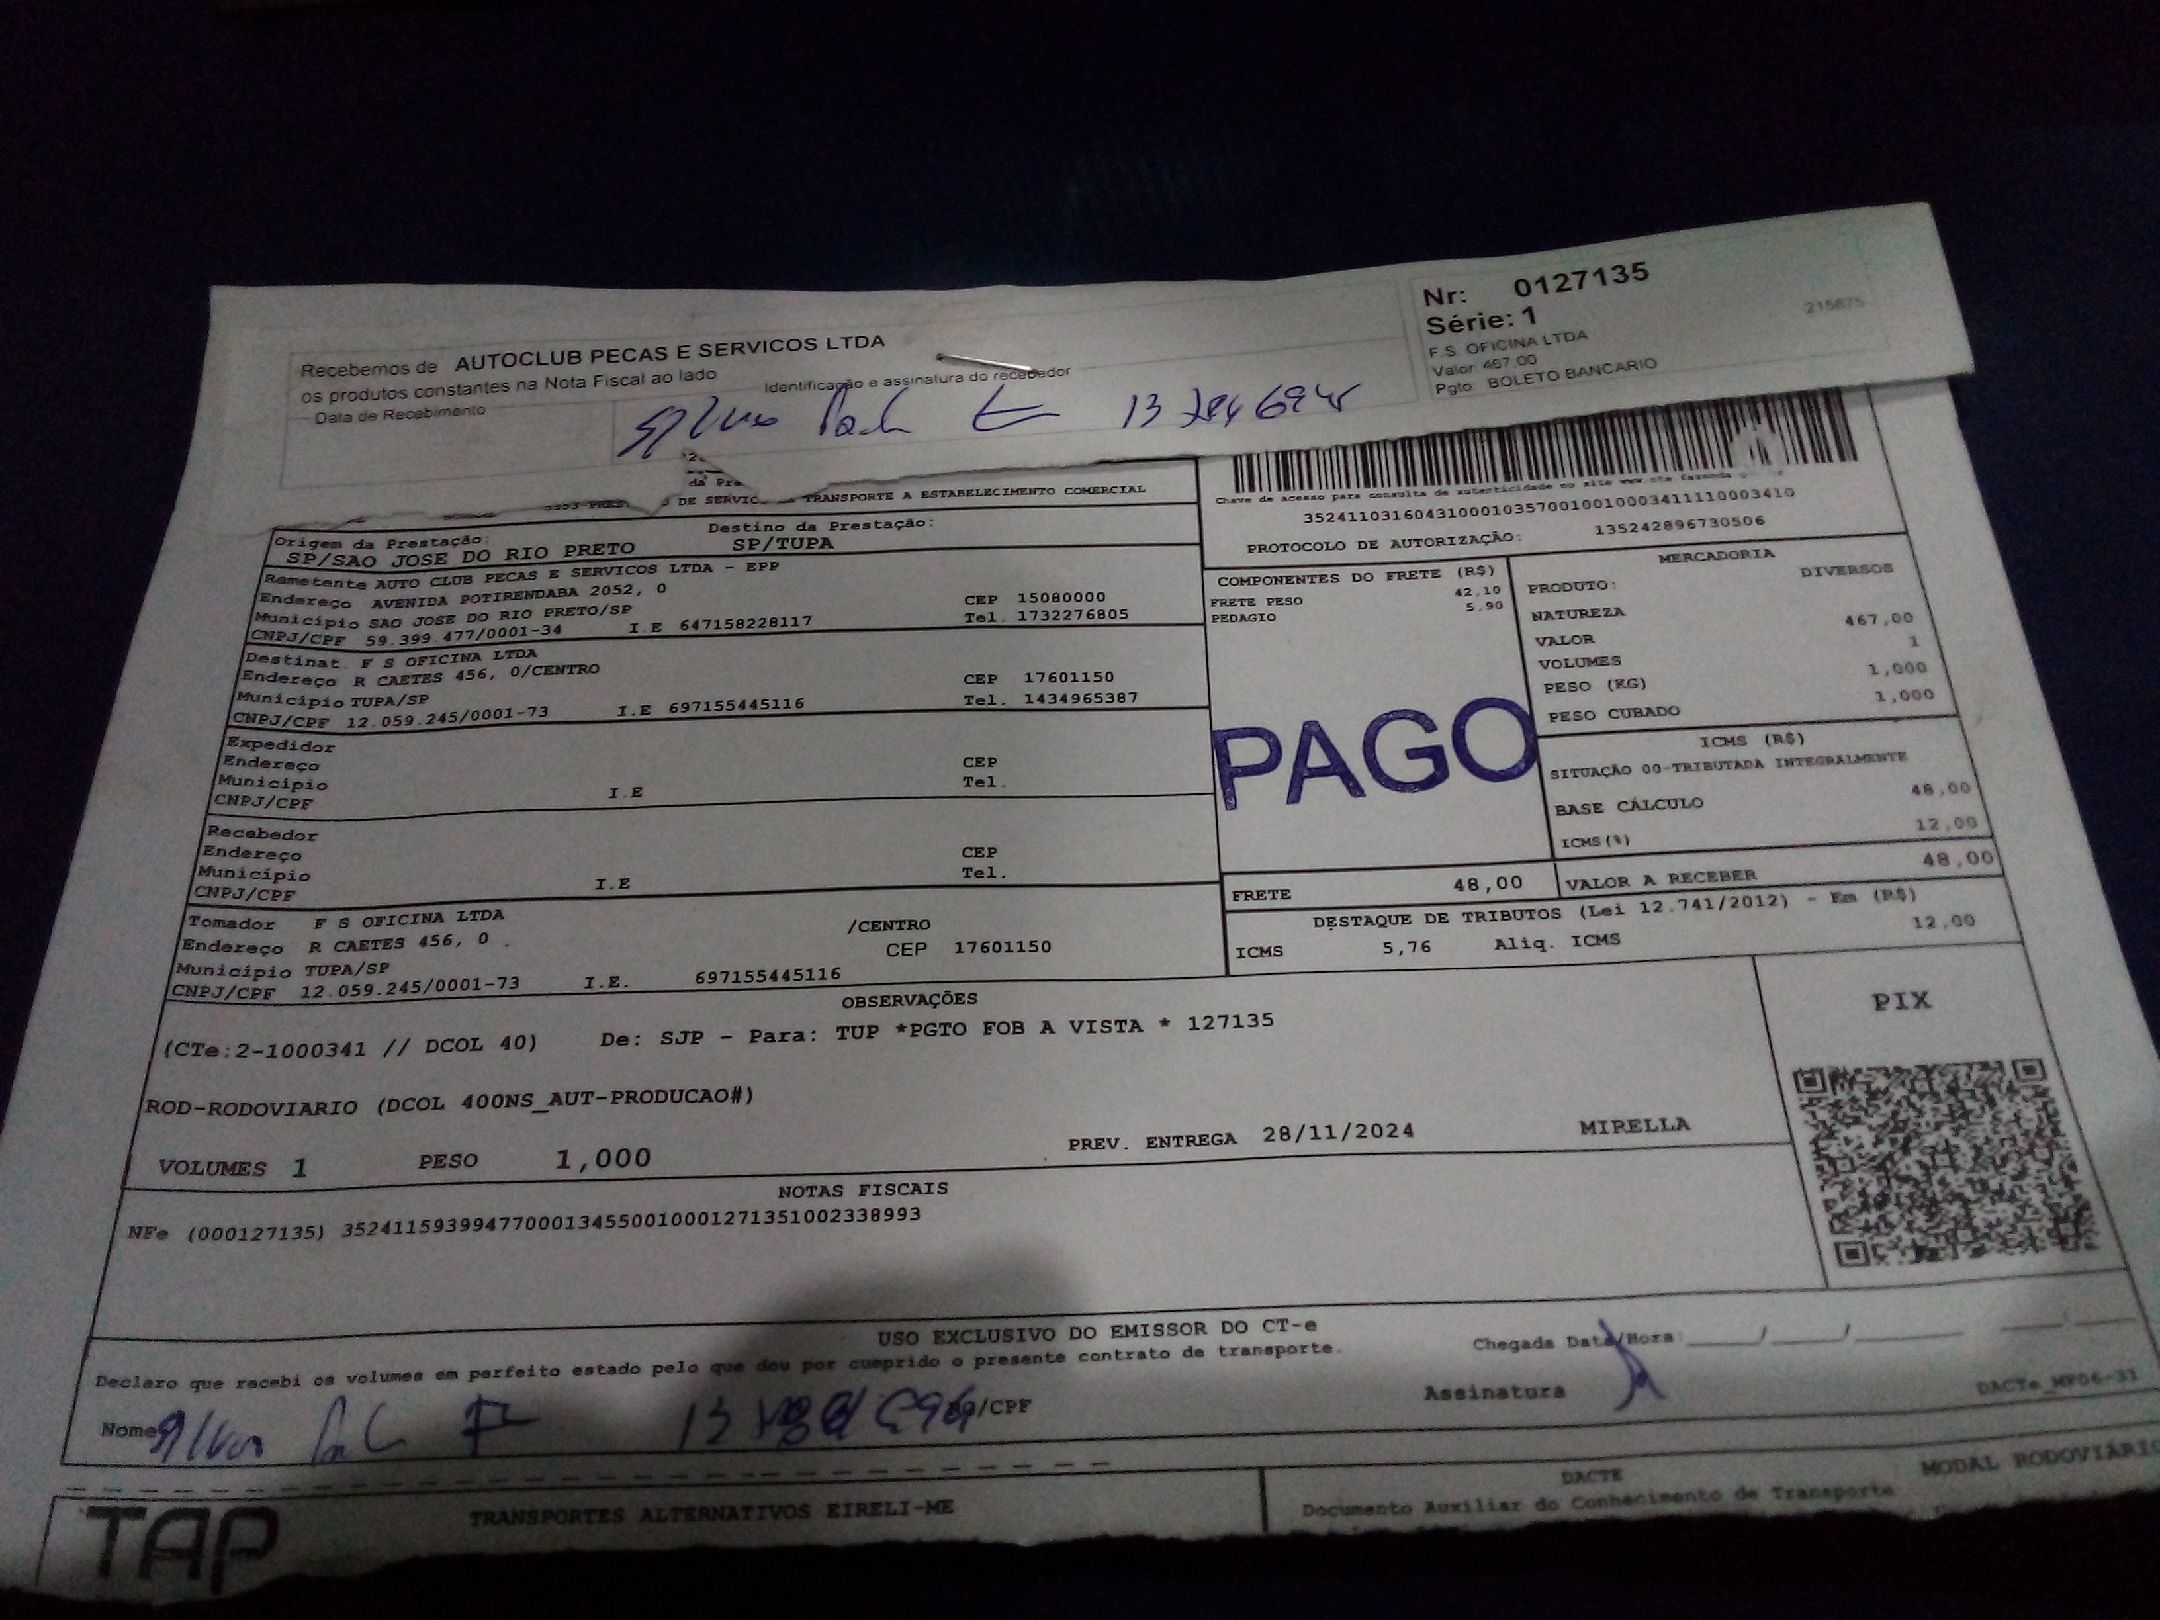 Recebemos de AUTOCLUB PECAS E SERVICOS LTDA
os produtos constantes na Nota Fiscal ao lado
Data de Recebimento
Identificação e assinatura do recebedor
Nr: 0127135
Série: 1
F S OFICINA LTDA
Valor 467.00
Pgto BOLETO BANCARIO
215875
DE SERVIC TRANSPORTE A ESTABELECIMENTO COMERCIAL
Chave de acesso para consulta de autenticidade no site www cte fazenda
35241103160431000103570010010003411110003410
PROTOCOLO DE AUTORIZAÇÃO: 135242896730506
Origem da Prestação: Destino da Prestação:
SP/SAO JOSE DO RIO PRETO SP/TUPA
Remetente AUTO CLUB PECAS E SERVICOS LTDA - EPP
Endereço AVENIDA POTIRENDABA 2052, 0 CEP 15080000
Município SAO JOSE DO RIO PRETO/SP Tel. 1732276805
CNPJ/CPF 59.399.477/0001-34 I.E 647158228117
Destinat. F S OFICINA LTDA
Endereço R CAETES 456, 0/CENTRO CEP 17601150
Município TUPA/SP Tel. 1434965387
CNPJ/CPF 12.059.245/0001-73 I.E 697155445116
Expedidor
Endereço CEP
Município Tel.
CNPJ/CPF I.E
Recebedor
Endereço CEP
Município Tel.
CNPJ/CPF I.E
Tomador F S OFICINA LTDA /CENTRO
Endereço R CAETES 456, 0 CEP 17601150
Município TUPA/SP
CNPJ/CPF 12.059.245/0001-73 I.E. 697155445116
COMPONENTES DO FRETE (R$)
FRETE PESO 42,10
PEDAGIO 5,90
PAGO
MERCADORIA
PRODUTO: DIVERSOS
NATUREZA
VALOR 467,00
VOLUMES 1
PESO (KG) 1,000
PESO CUBADO 1,000
ICMS (R$)
SITUAÇÃO 00-TRIBUTADA INTEGRALMENTE
BASE CÁLCULO 48,00
ICMS(%) 12,00
FRETE 48,00 VALOR A RECEBER 48,00
DESTAQUE DE TRIBUTOS (Lei 12.741/2012) - Em (R$)
ICMS 5,76 Aliq. ICMS 12,00
OBSERVAÇÕES
(CTe:2-1000341 // DCOL 40) De: SJP - Para: TUP *PGTO FOB A VISTA * 127135
ROD-RODOVIARIO (DCOL 400NS_AUT-PRODUCAO#)
VOLUMES 1 PESO 1,000 PREV. ENTREGA 28/11/2024 MIRELLA
PIX
NOTAS FISCAIS
NFe (000127135) 35241159399477000134550010001271351002338993
USO EXCLUSIVO DO EMISSOR DO CT-e
Declaro que recebi os volumes em perfeito estado pelo que dou por cumprido o presente contrato de transporte.
Chegada Data/Hora: ____/____/______ ____:____
Nome /CPF Assinatura
DACTe_MP06-31
TAP
TRANSPORTES ALTERNATIVOS EIRELI-ME
DACTE
Documento Auxiliar do Conhecimento de Transporte
MODAL RODOVIÁRIO